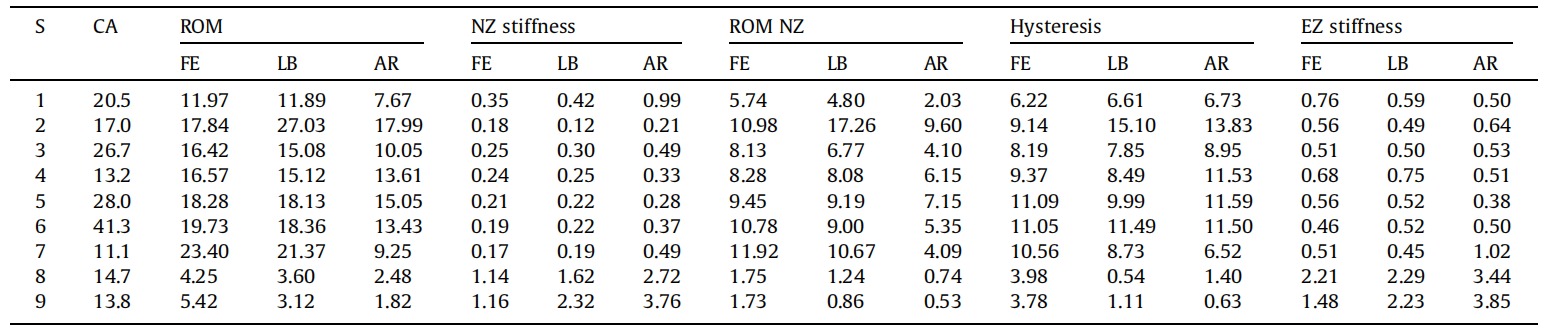 S CA ROM NZ stiffness ROM NZ Hysteresis EZ stiffness
FE LB AR FE LB AR FE LB AR FE LB AR FE LB AR
1 20.5 11.97 11.89 7.67 0.35 0.42 0.99 5.74 4.80 2.03 6.22 6.61 6.73 0.76 0.59 0.50
2 17.0 17.84 27.03 17.99 0.18 0.12 0.21 10.98 17.26 9.60 9.14 15.10 13.83 0.56 0.49 0.64
3 26.7 16.42 15.08 10.05 0.25 0.30 0.49 8.13 6.77 4.10 8.19 7.85 8.95 0.51 0.50 0.53
4 13.2 16.57 15.12 13.61 0.24 0.25 0.33 8.28 8.08 6.15 9.37 8.49 11.53 0.68 0.75 0.51
5 28.0 18.28 18.13 15.05 0.21 0.22 0.28 9.45 9.19 7.15 11.09 9.99 11.59 0.56 0.52 0.38
6 41.3 19.73 18.36 13.43 0.19 0.22 0.37 10.78 9.00 5.35 11.05 11.49 11.50 0.46 0.52 0.50
7 11.1 23.40 21.37 9.25 0.17 0.19 0.49 11.92 10.67 4.09 10.56 8.73 6.52 0.51 0.45 1.02
8 14.7 4.25 3.60 2.48 1.14 1.62 2.72 1.75 1.24 0.74 3.98 0.54 1.40 2.21 2.29 3.44
9 13.8 5.42 3.12 1.82 1.16 2.32 3.76 1.73 0.86 0.53 3.78 1.11 0.63 1.48 2.23 3.85